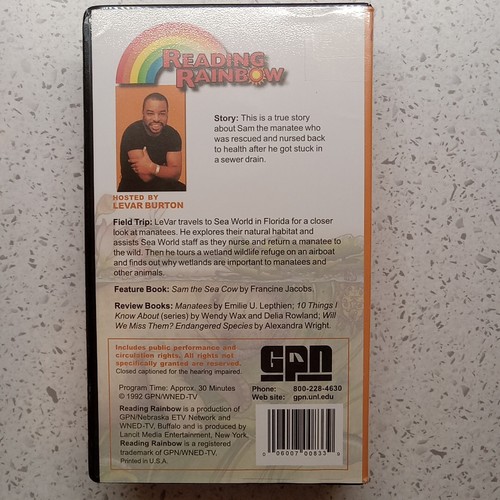 READING
RAINBOW
Story: This is a true story
about Sam the manatee who
was rescued and nursed back
to health after he got stuck in
a sewer drain.
HOSTED BY
LEVAR BURTON
Field Trip: LeVar travels to Sea World in Florida for a closer
look at manatees. He explores their natural habitat and
assists Sea World staff as they nurse and return a manatee to
the wild. Then he tours a wetland wildlife refuge on an airboat
and finds out why wetlands are important to manatees and
other animals.
Feature Book: Sam the Sea Cow by Francine Jacobs.
Review Books: Manatees by Emilie U. Lepthien; 10 Things I
Know About (series) by Wendy Wax and Delia Rowland; Will
We Miss Them? Endangered Species by Alexandra Wright.
Includes public performance and
circulation rights. All rights not
specifically granted are reserved.
Closed captioned for the hearing impaired.
GPN
Program Time: Approx. 30 Minutes
© 1992 GPN/WNED-TV
Phone: 800-228-4630
Web site: gpn.unl.edu
Reading Rainbow is a production of
GPN/Nebraska ETV Network and
WNED-TV, Buffalo and is produced by
Lancit Media Entertainment, New York.
Reading Rainbow is a registered
trademark of GPN/WNED-TV.
Printed in U.S.A.
0 06007 00833 9